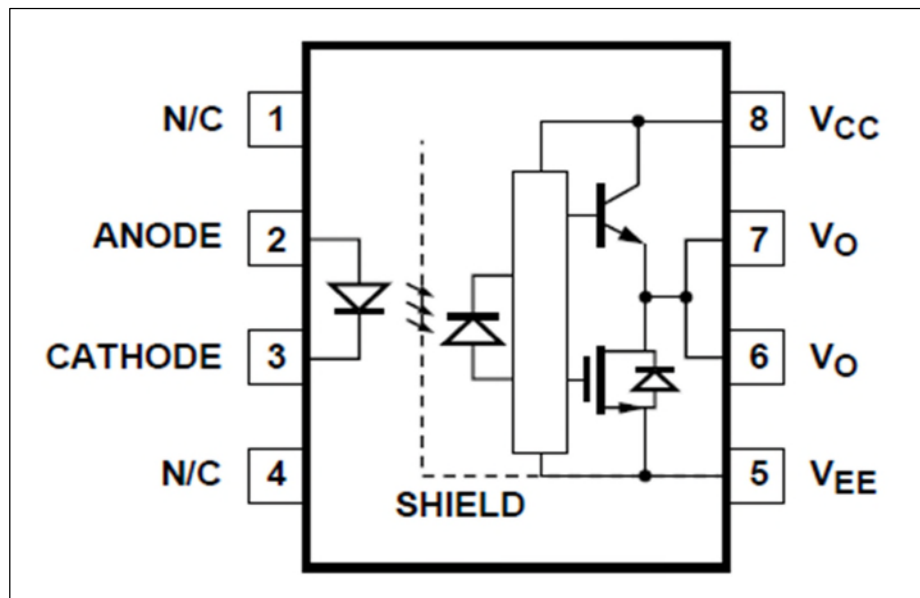 N/C 1
ANODE 2
CATHODE 3
N/C 4
SHIELD
8 VCC
7 VO
6 VO
5 VEE